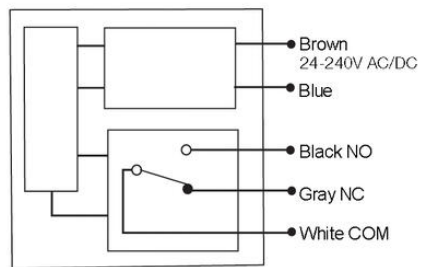 Brown
24-240V AC/DC
Blue
Black NO
Gray NC
White COM